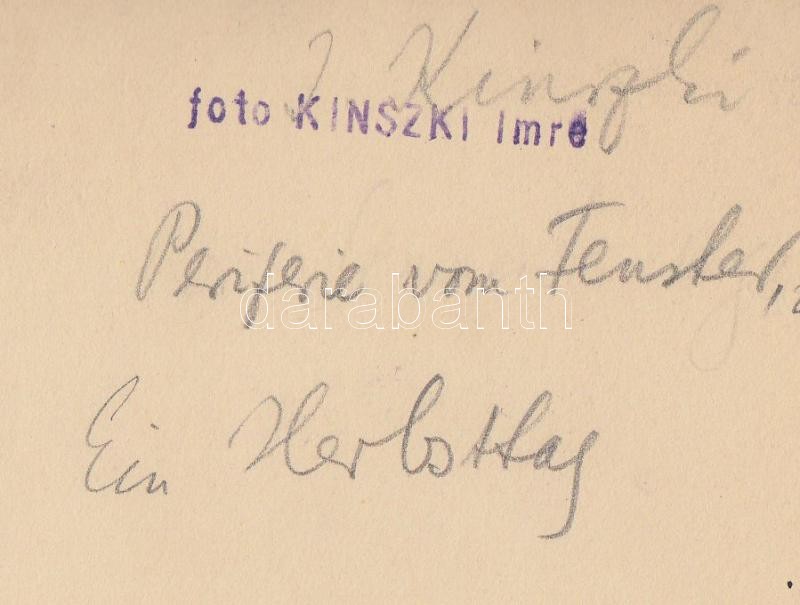 I Kinszki
foto KINSZKI Imre
Periferie vom Fenster,
darabanth
Ein Herbsttag